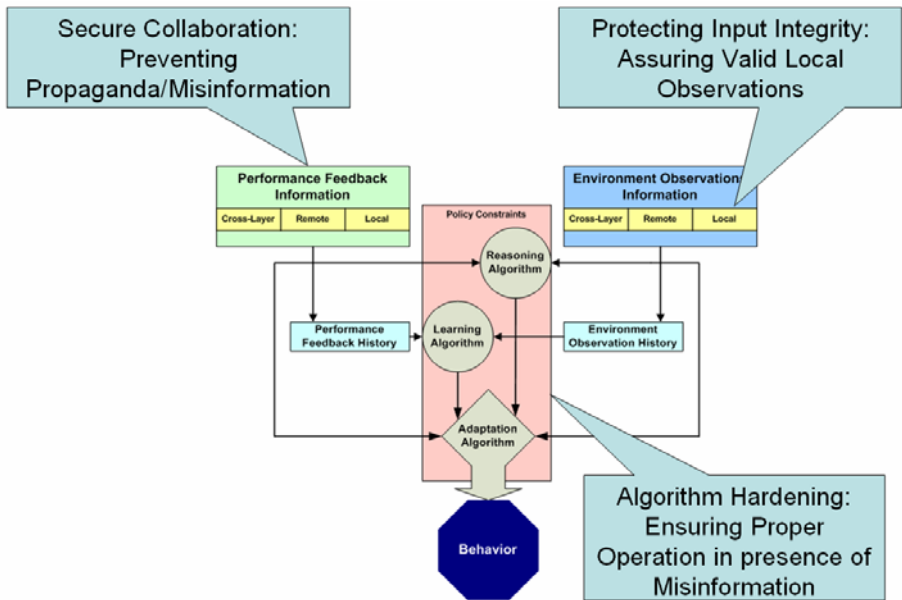 Secure Collaboration:
Preventing
Propaganda/Misinformation
Protecting Input Integrity:
Assuring Valid Local
Observations
Performance Feedback
Information
Cross-Layer
Remote
Local
Environment Observations
Information
Cross-Layer
Remote
Local
Policy Constraints
Reasoning
Algorithm
Performance
Feedback History
Learning
Algorithm
Environment
Observation History
Adaptation
Algorithm
Behavior
Algorithm Hardening:
Ensuring Proper
Operation in presence of
Misinformation